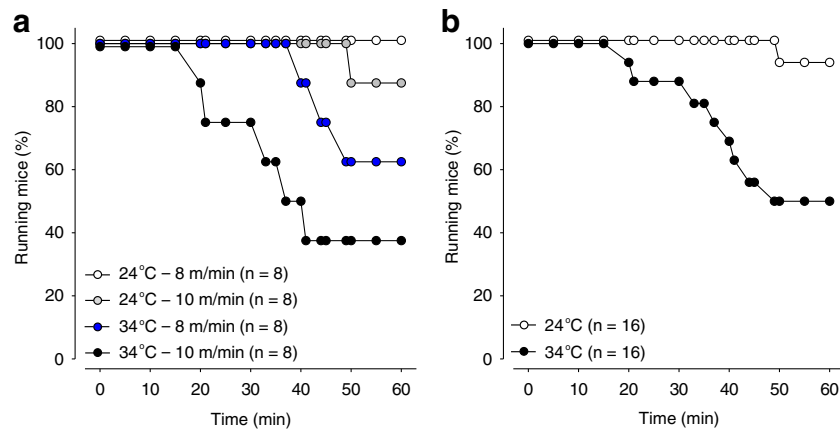 a
Running mice (%)
100
80
60
40
20
0
24°C – 8 m/min (n = 8)
24°C – 10 m/min (n = 8)
34°C – 8 m/min (n = 8)
34°C – 10 m/min (n = 8)
0 10 20 30 40 50 60
Time (min)
b
Running mice (%)
100
80
60
40
20
0
24°C (n = 16)
34°C (n = 16)
0 10 20 30 40 50 60
Time (min)